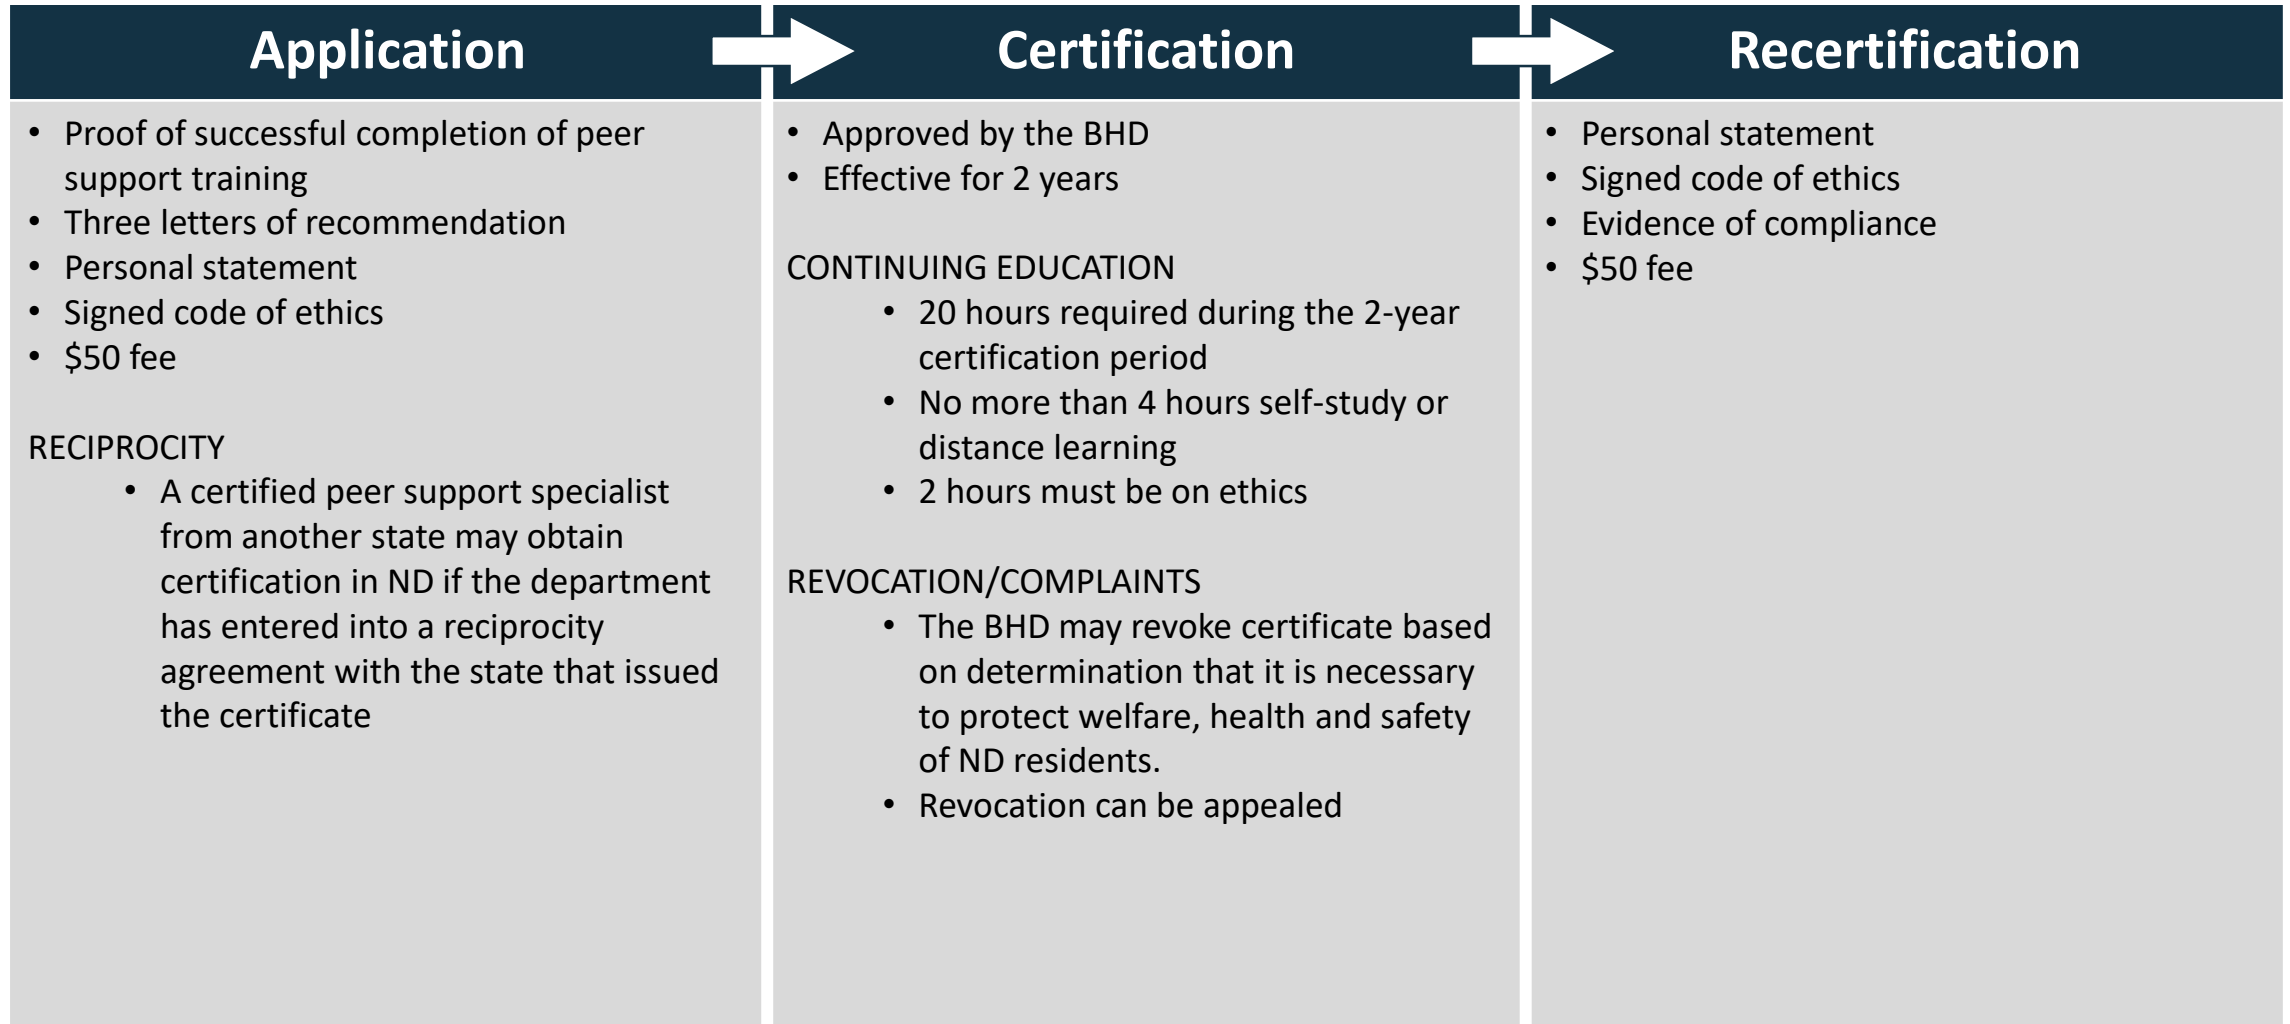 Application
Certification
Recertification
• Proof of successful completion of peer
support training
• Three letters of recommendation
• Personal statement
• Signed code of ethics
• $50 fee
RECIPROCITY
• A certified peer support specialist
from another state may obtain
certification in ND if the department
has entered into a reciprocity
agreement with the state that issued
the certificate
• Approved by the BHD
• Effective for 2 years
CONTINUING EDUCATION
• 20 hours required during the 2-year
certification period
• No more than 4 hours self-study or
distance learning
• 2 hours must be on ethics
REVOCATION/COMPLAINTS
• The BHD may revoke certificate based
on determination that it is necessary
to protect welfare, health and safety
of ND residents.
• Revocation can be appealed
• Personal statement
• Signed code of ethics
• Evidence of compliance
• $50 fee